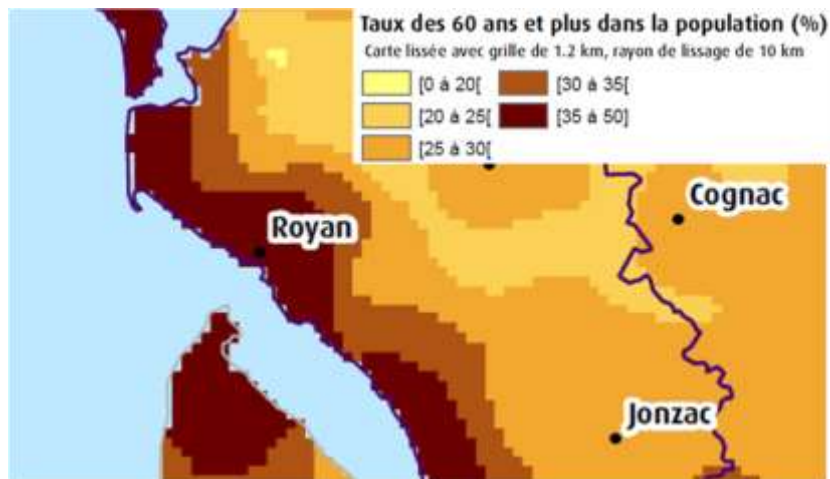 Taux des 60 ans et plus dans la population (%)
Carte lissée avec grille de 1.2 km, rayon de lissage de 10 km
[0 à 20[ [30 à 35[
[20 à 25[ [35 à 50]
[25 à 30[
Cognac
Royan
Jonzac